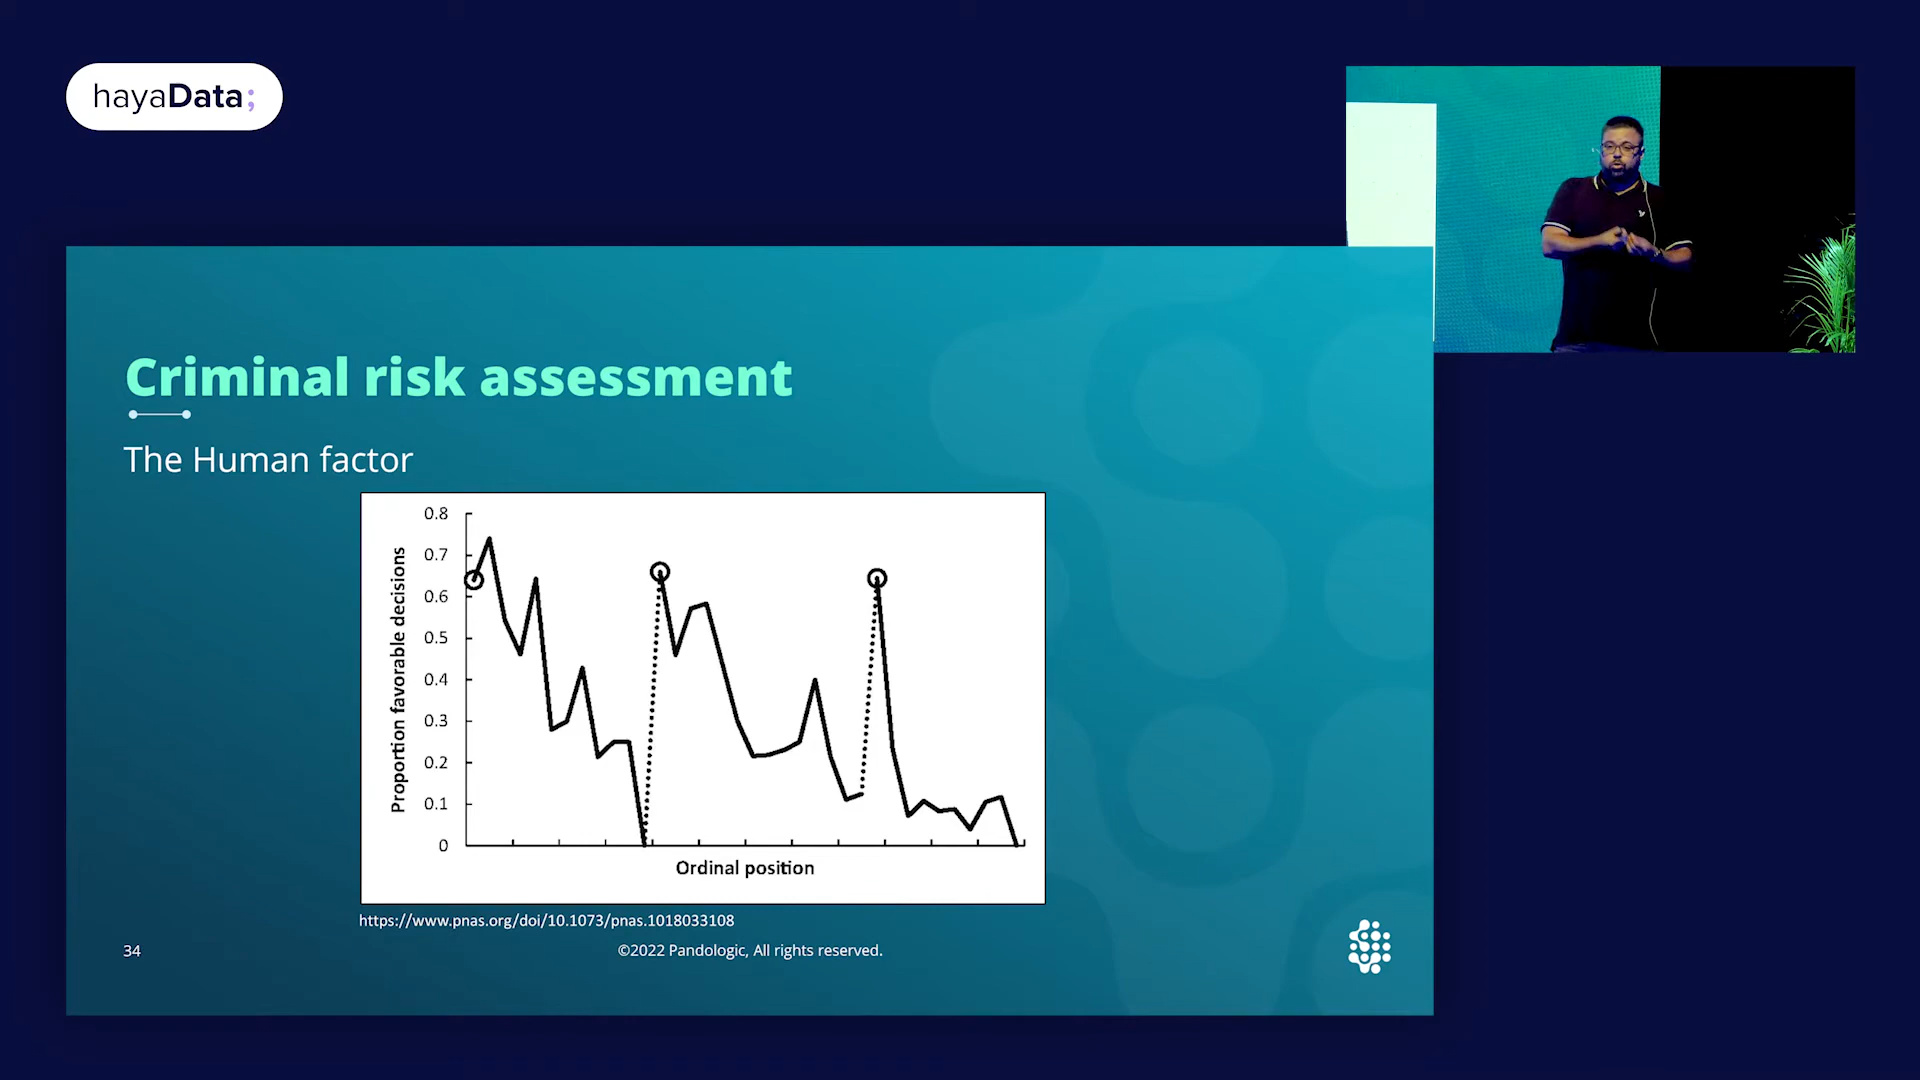 hayaData;
Criminal risk assessment
The Human factor
Proportion favorable decisions
0.8
0.7
0.6
0.5
0.4
0.3
0.2
0.1
0
Ordinal position
https://www.pnas.org/doi/10.1073/pnas.1018033108
34
©2022 Pandologic, All rights reserved.